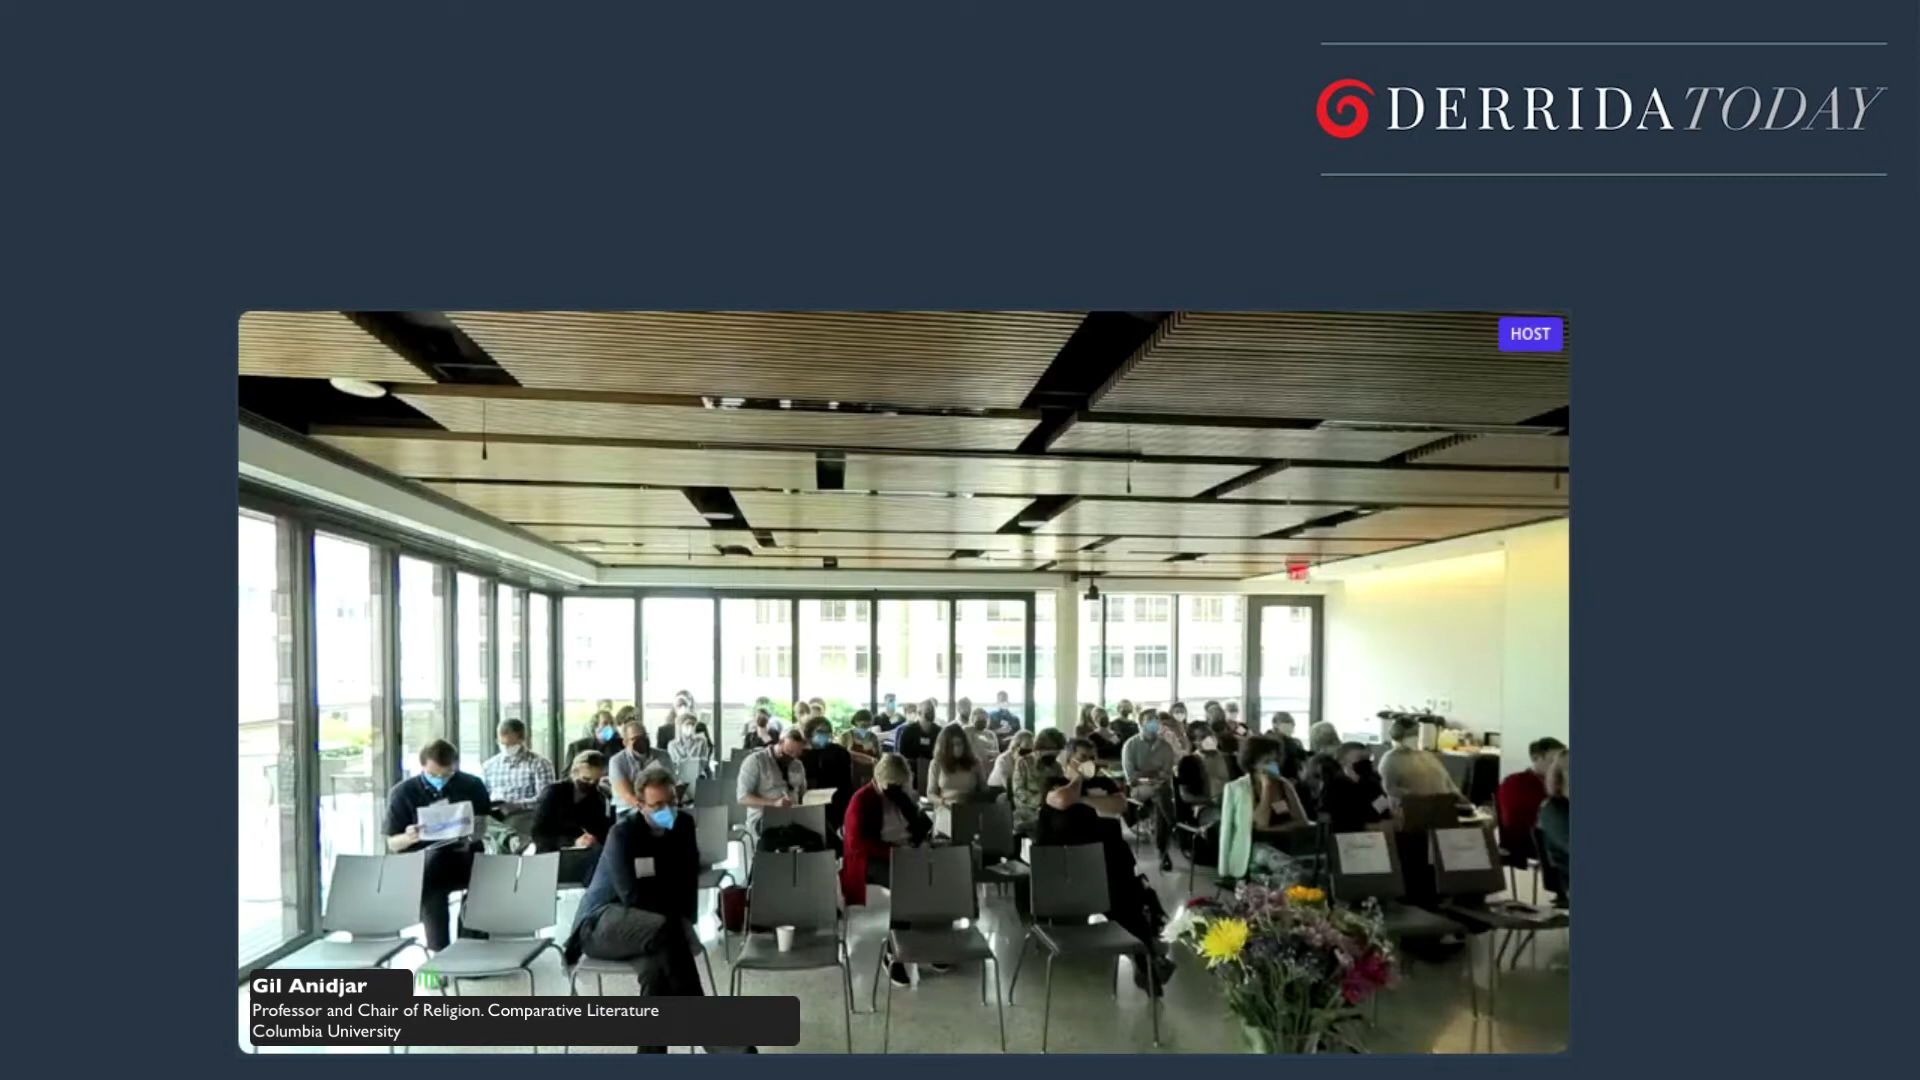 DERRIDA TODAY
HOST
Gil Anidjar
Professor and Chair of Religion. Comparative Literature
Columbia University